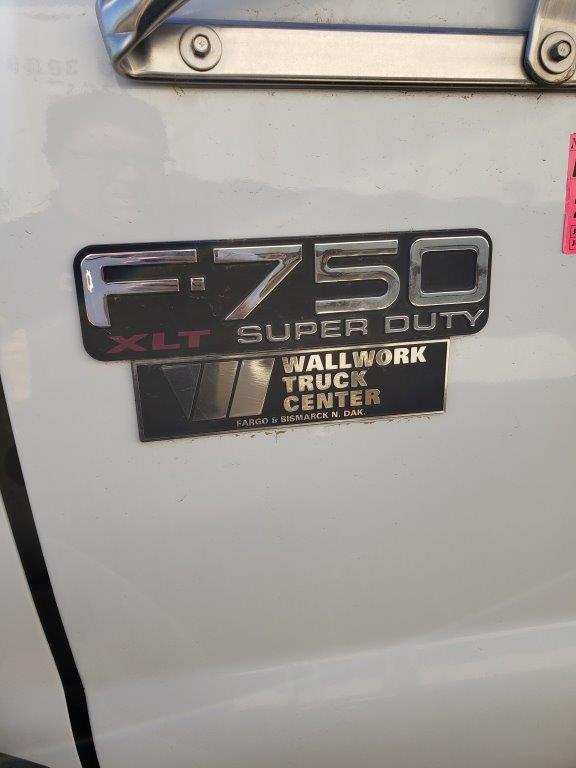 F-750
XLT SUPER DUTY
WALLWORK
TRUCK
CENTER
FARGO & BISMARCK N. DAK.